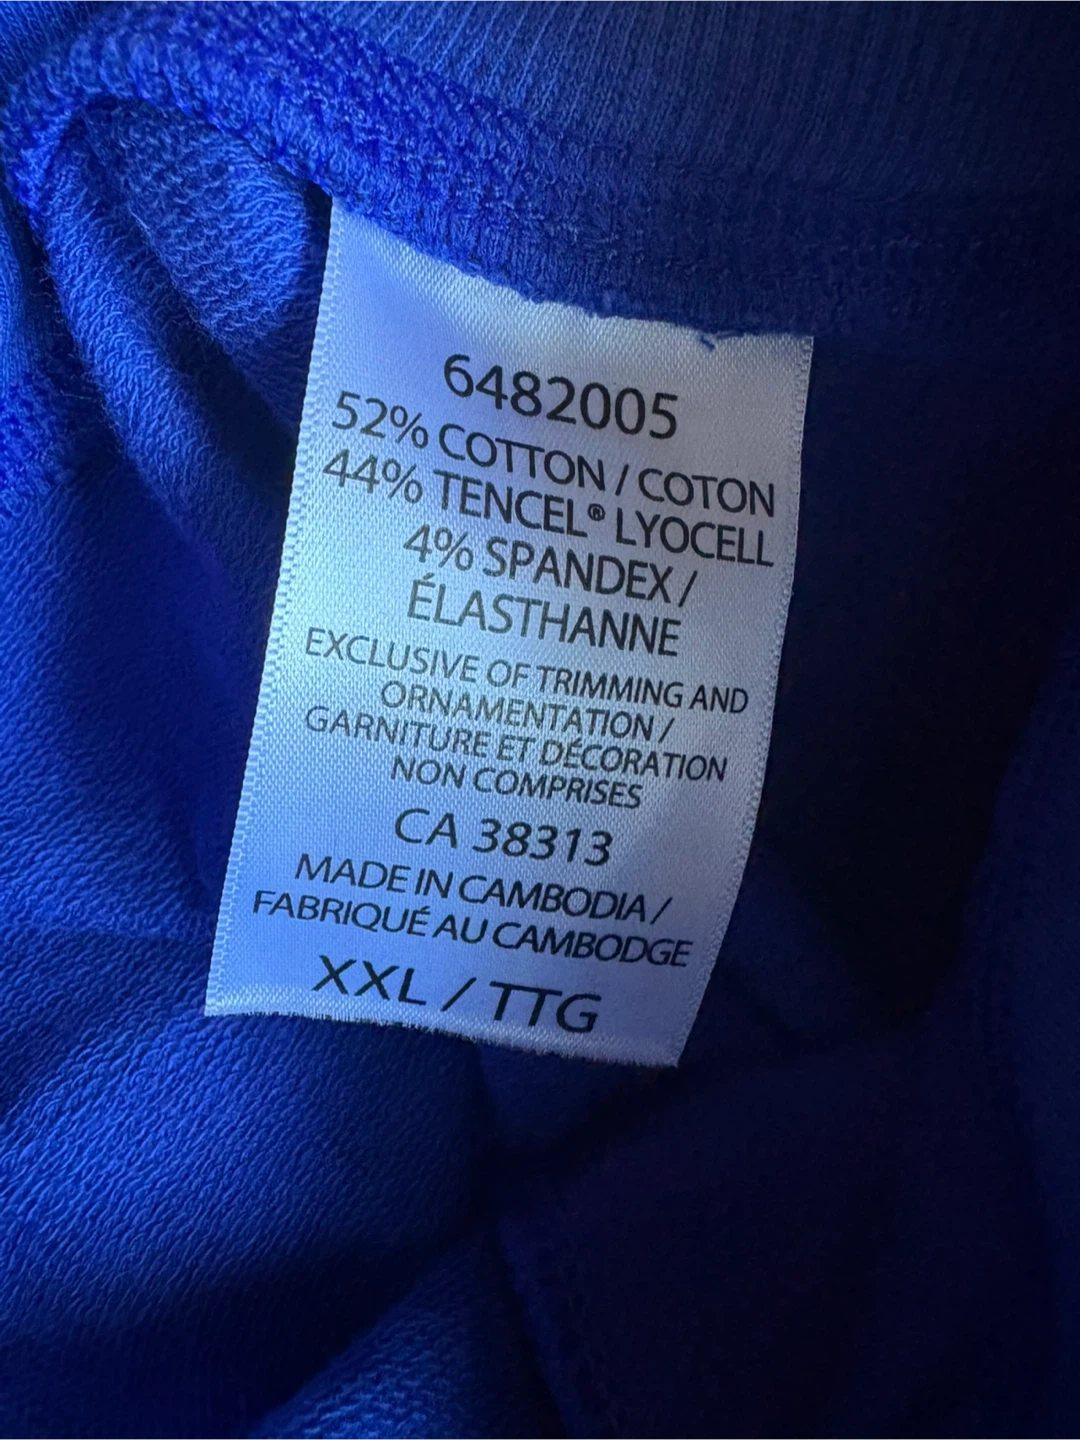 6482005
52% COTTON / COTON
44% TENCEL® LYOCELL
4% SPANDEX /
ÉLASTHANNE
EXCLUSIVE OF TRIMMING AND
ORNAMENTATION /
GARNITURE ET DÉCORATION
NON COMPRISES
CA 38313
MADE IN CAMBODIA /
FABRIQUÉ AU CAMBODGE
XXL / TTG